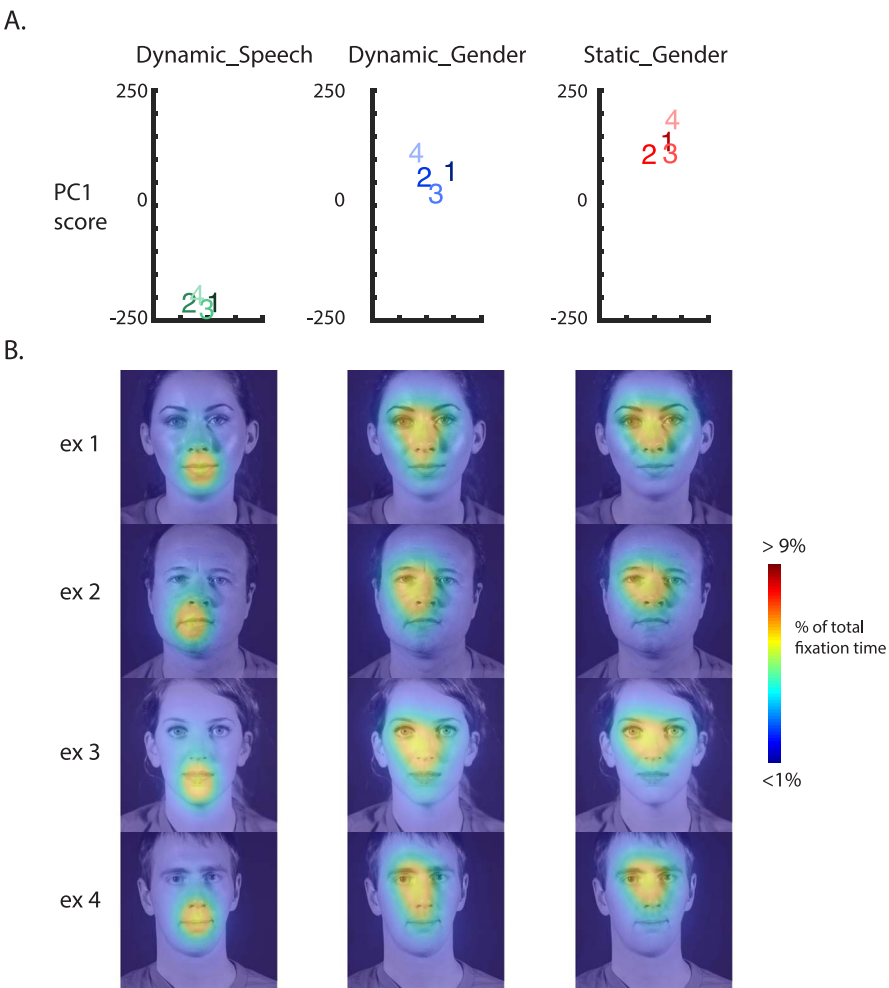 A.
Dynamic_Speech Dynamic_Gender Static_Gender
250 250 250
4
1
4 1 2 3
2
3
PC1
score
0 0 0
4
2 1
3
-250 -250 -250
B.
ex 1
ex 2
> 9%
% of total
fixation time
ex 3
<1%
ex 4